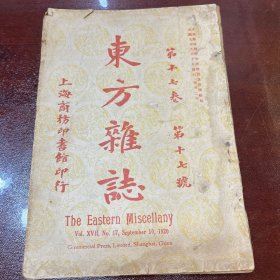 東方雜誌
第十七卷 第十七號
上海商務印書館印行
The Eastern Miscellany
Vol. XVII, No. 17, September 10, 1920
Commercial Press, Limited, Shanghai, China